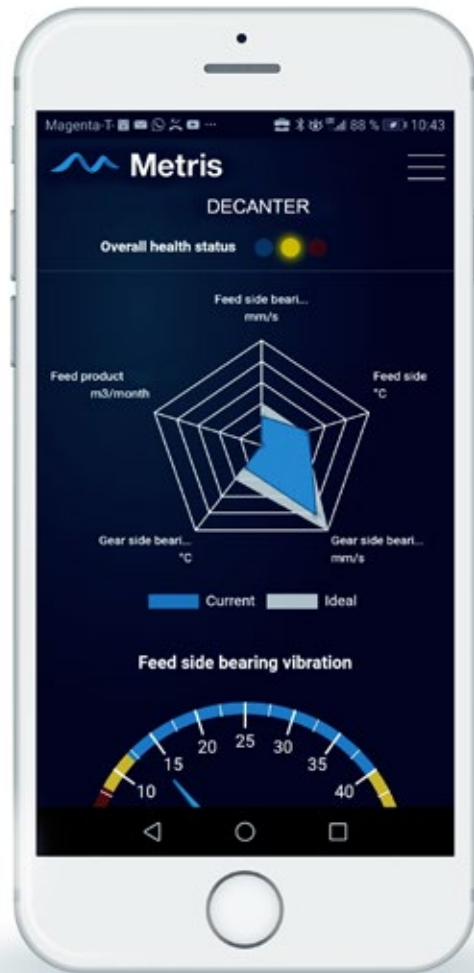 Magenta-T- ··· 88 % 10:43
Metris
DECANTER
Overall health status
Feed side beari...
mm/s
Feed product
m3/month
Feed side
°C
Gear side beari...
°C
Gear side beari...
mm/s
Current Ideal
Feed side bearing vibration
10 15 20 25 30 35 40